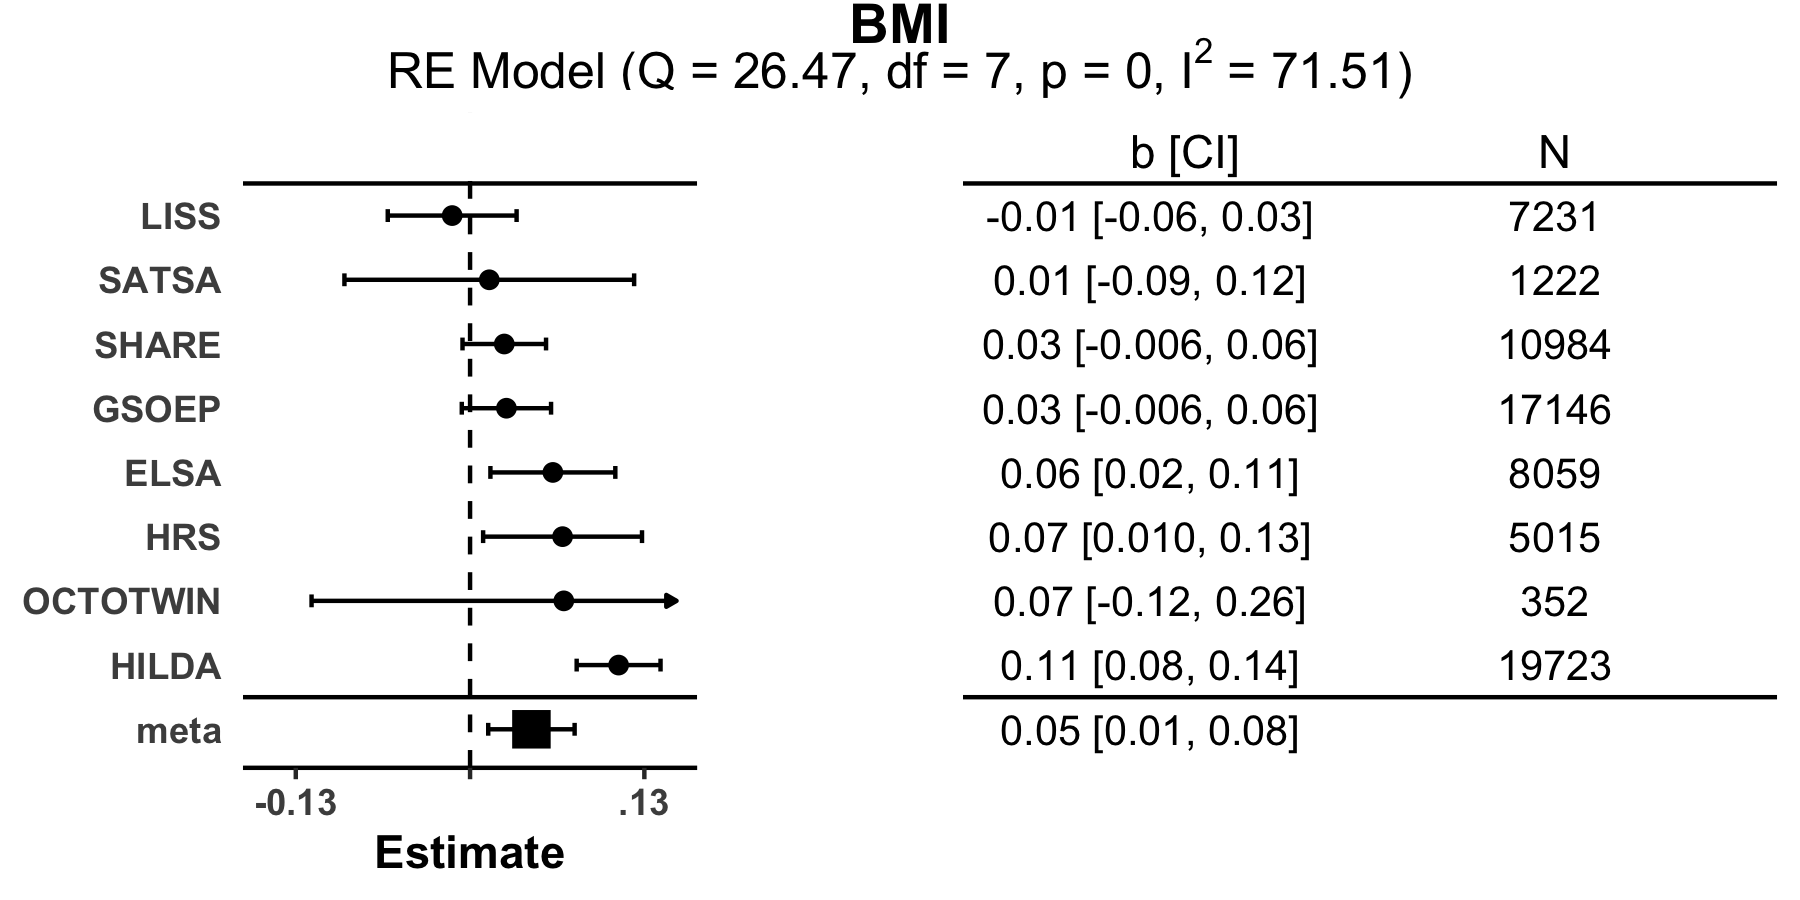 BMI
RE Model (Q = 26.47, df = 7, p = 0, I² = 71.51)
b [CI] N
LISS -0.01 [-0.06, 0.03] 7231
SATSA 0.01 [-0.09, 0.12] 1222
SHARE 0.03 [-0.006, 0.06] 10984
GSOEP 0.03 [-0.006, 0.06] 17146
ELSA 0.06 [0.02, 0.11] 8059
HRS 0.07 [0.010, 0.13] 5015
OCTOTWIN 0.07 [-0.12, 0.26] 352
HILDA 0.11 [0.08, 0.14] 19723
meta 0.05 [0.01, 0.08]
-0.13 .13
Estimate